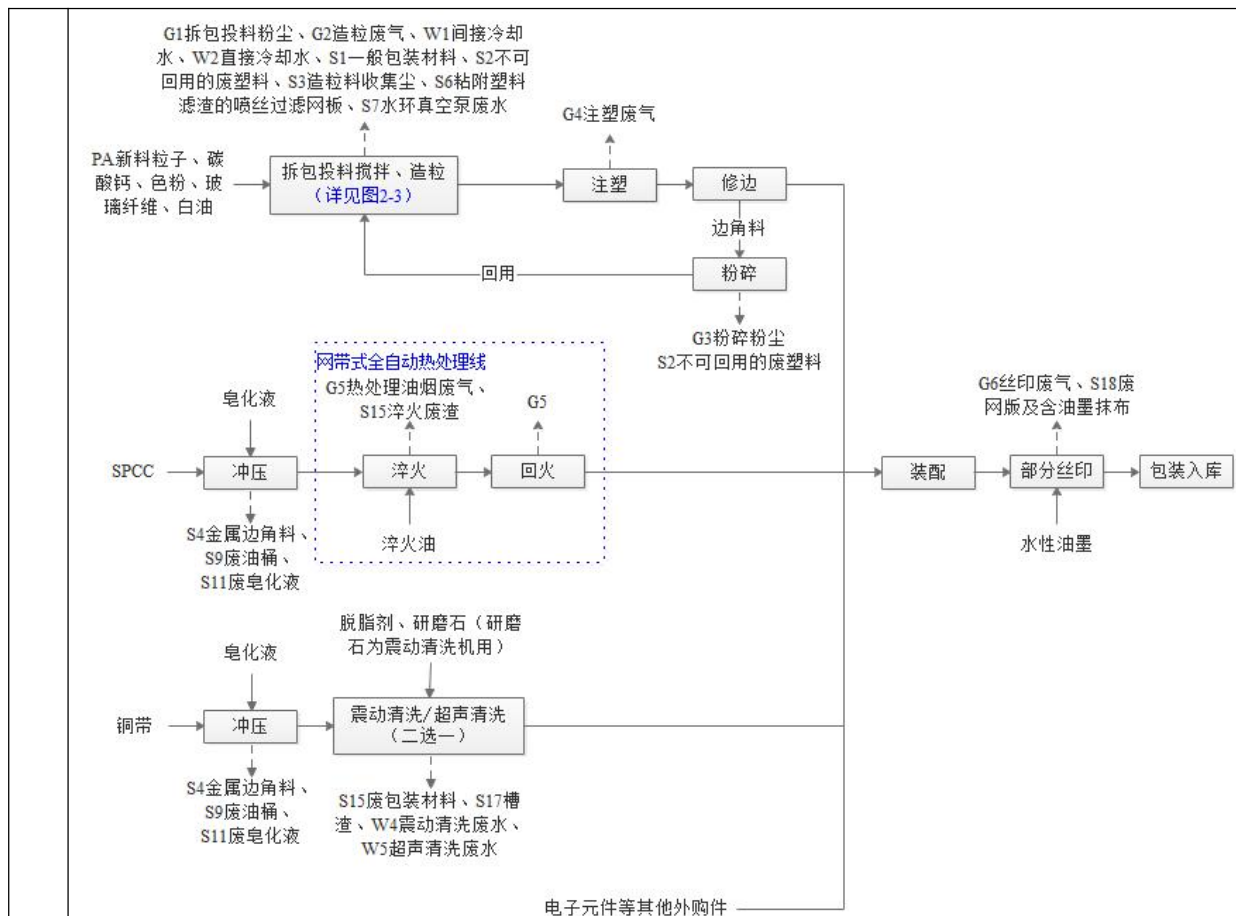 G1拆包投料粉尘、G2造粒废气、W1间接冷却
水、W2直接冷却水、S1一般包装材料、S2不可
回用的废塑料、S3造粒料收集尘、S6粘附塑料
滤渣的喷丝过滤网板、S7水环真空泵废水
G4注塑废气
PA新料粒子、碳
酸钙、色粉、玻
璃纤维、白油
拆包投料搅拌、造粒
（详见图2-3）
注塑
修边
边角料
回用
粉碎
G3粉碎粉尘
S2不可回用的废塑料
网带式全自动热处理线
G5热处理油烟废气、
S15淬火废渣
G5
皂化液
G6丝印废气、S18废
网版及含油墨抹布
SPCC
冲压
淬火
回火
装配
部分丝印
包装入库
S4金属边角料、
S9废油桶、
S11废皂化液
淬火油
水性油墨
脱脂剂、研磨石（研磨
石为震动清洗机用）
皂化液
铜带
冲压
震动清洗/超声清洗
（二选一）
S4金属边角料、
S9废油桶、
S11废皂化液
S15废包装材料、S17槽
渣、W4震动清洗废水、
W5超声清洗废水
电子元件等其他外购件